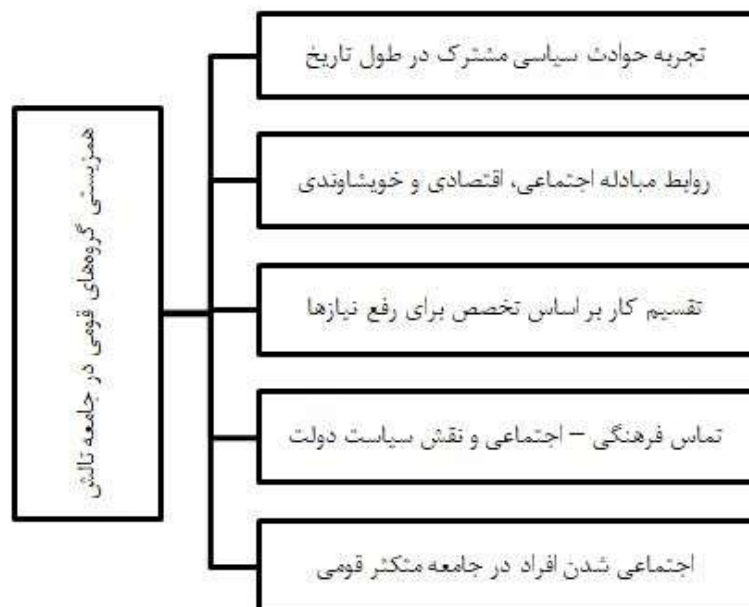 همزیستی گروه‌های قومی در جامعه تالش
تجربه حوادث سیاسی مشترک در طول تاریخ
روابط مبادله اجتماعی، اقتصادی و خویشاوندی
تقسیم کار بر اساس تخصص برای رفع نیازها
تماس فرهنگی – اجتماعی و نقش سیاست دولت
اجتماعی شدن افراد در جامعه متکثر قومی